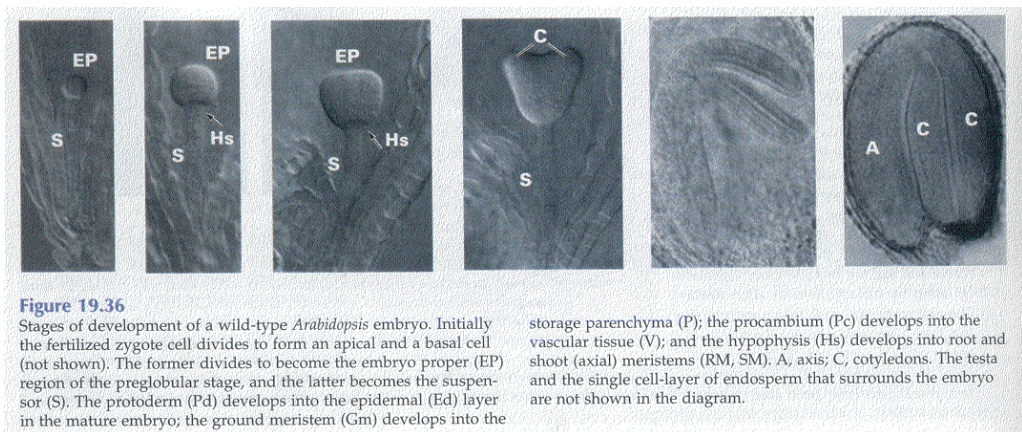 EP
S
EP
Hs
S
EP
Hs
S
C
S
A
C
C
Figure 19.36
Stages of development of a wild-type Arabidopsis embryo. Initially
the fertilized zygote cell divides to form an apical and a basal cell
(not shown). The former divides to become the embryo proper (EP)
region of the preglobular stage, and the latter becomes the suspen-
sor (S). The protoderm (Pd) develops into the epidermal (Ed) layer
in the mature embryo; the ground meristem (Gm) develops into the
storage parenchyma (P); the procambium (Pc) develops into the
vascular tissue (V); and the hypophysis (Hs) develops into root and
shoot (axial) meristems (RM, SM). A, axis; C, cotyledons. The testa
and the single cell-layer of endosperm that surrounds the embryo
are not shown in the diagram.